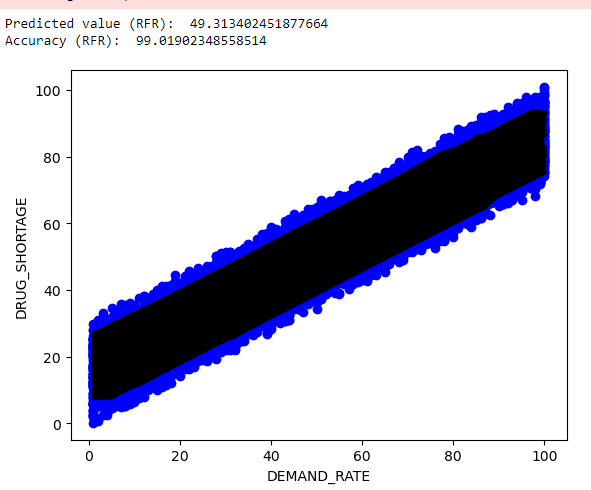 Predicted value (RFR):  49.313402451877664
Accuracy (RFR):  99.01902348558514
100
80
60
40
20
0
DRUG_SHORTAGE
0 20 40 60 80 100
DEMAND_RATE